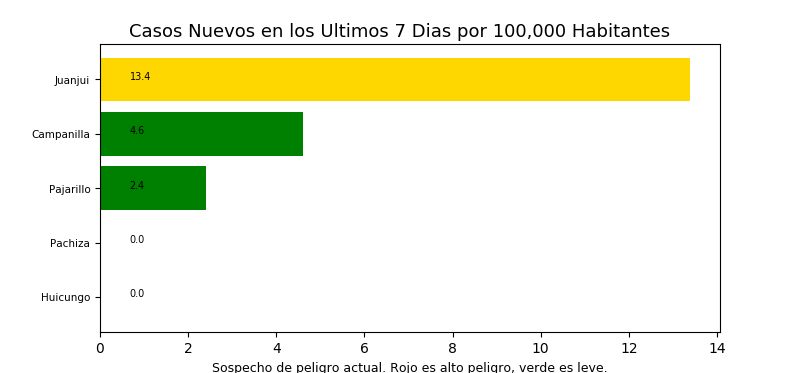 Casos Nuevos en los Ultimos 7 Dias por 100,000 Habitantes
Juanjui 13.4
Campanilla 4.6
Pajarillo 2.4
Pachiza 0.0
Huicungo 0.0
0 2 4 6 8 10 12 14
Sospecho de peligro actual. Rojo es alto peligro, verde es leve.